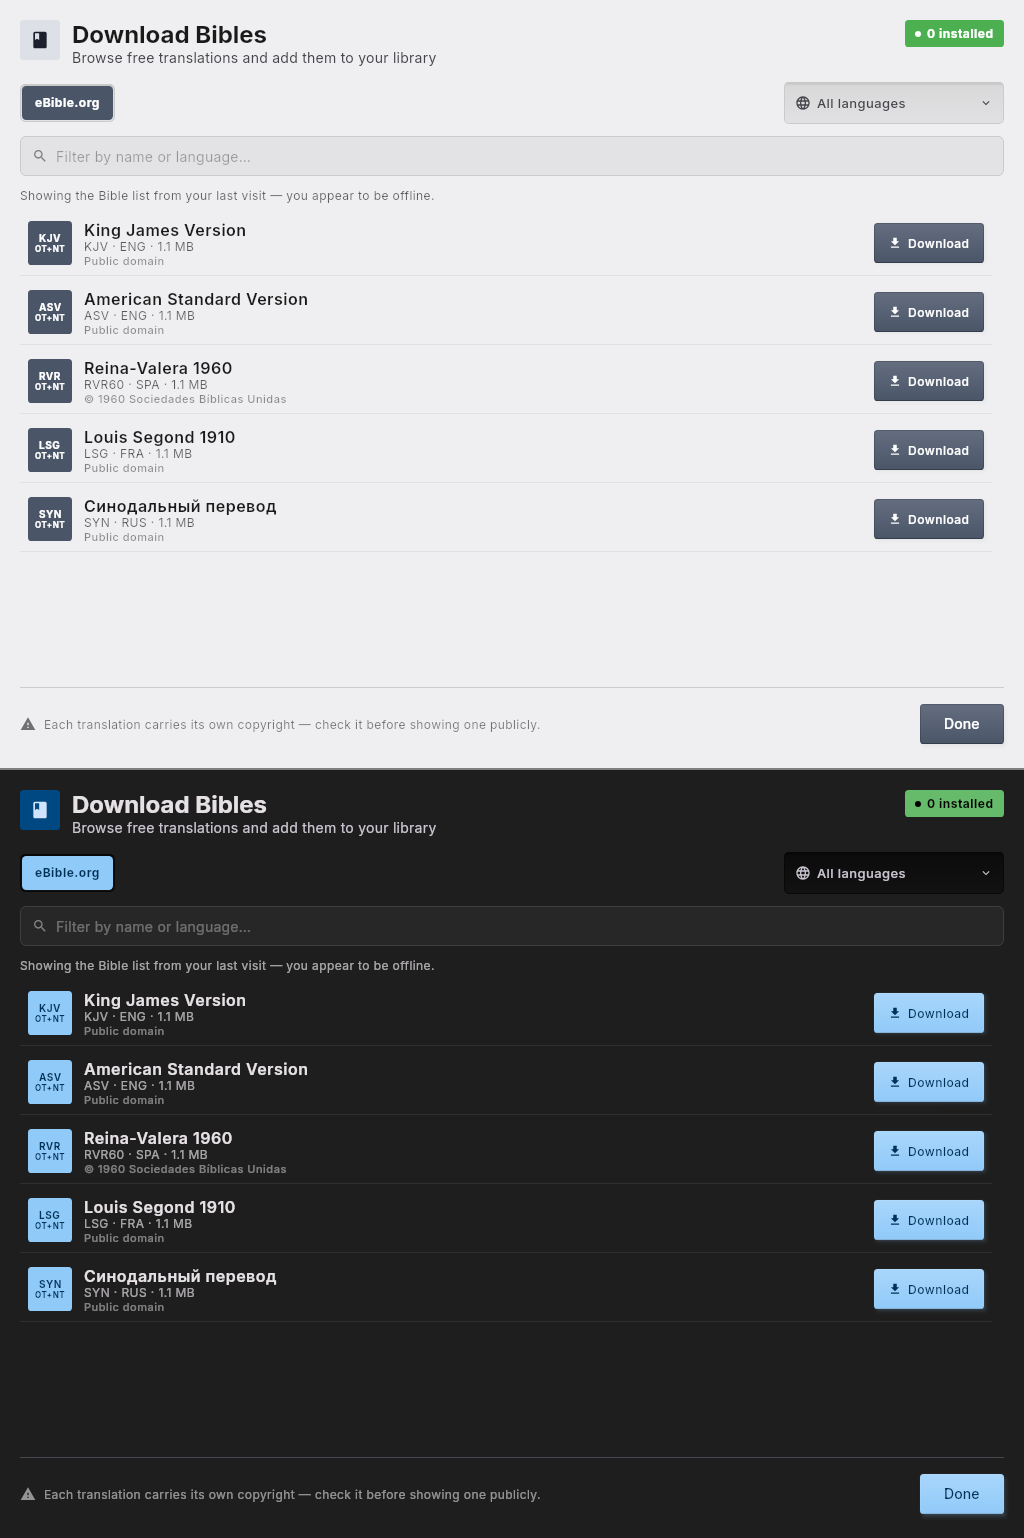 Download Bibles
Browse free translations and add them to your library
0 installed
eBible.org
All languages
Filter by name or language...
Showing the Bible list from your last visit — you appear to be offline.
KJV
OT+NT
King James Version
KJV · ENG · 1.1 MB
Public domain
Download
ASV
OT+NT
American Standard Version
ASV · ENG · 1.1 MB
Public domain
Download
RVR
OT+NT
Reina-Valera 1960
RVR60 · SPA · 1.1 MB
© 1960 Sociedades Bíblicas Unidas
Download
LSG
OT+NT
Louis Segond 1910
LSG · FRA · 1.1 MB
Public domain
Download
SYN
OT+NT
Синодальный перевод
SYN · RUS · 1.1 MB
Public domain
Download
Each translation carries its own copyright — check it before showing one publicly.
Done
Download Bibles
Browse free translations and add them to your library
0 installed
eBible.org
All languages
Filter by name or language...
Showing the Bible list from your last visit — you appear to be offline.
KJV
OT+NT
King James Version
KJV · ENG · 1.1 MB
Public domain
Download
ASV
OT+NT
American Standard Version
ASV · ENG · 1.1 MB
Public domain
Download
RVR
OT+NT
Reina-Valera 1960
RVR60 · SPA · 1.1 MB
© 1960 Sociedades Bíblicas Unidas
Download
LSG
OT+NT
Louis Segond 1910
LSG · FRA · 1.1 MB
Public domain
Download
SYN
OT+NT
Синодальный перевод
SYN · RUS · 1.1 MB
Public domain
Download
Each translation carries its own copyright — check it before showing one publicly.
Done